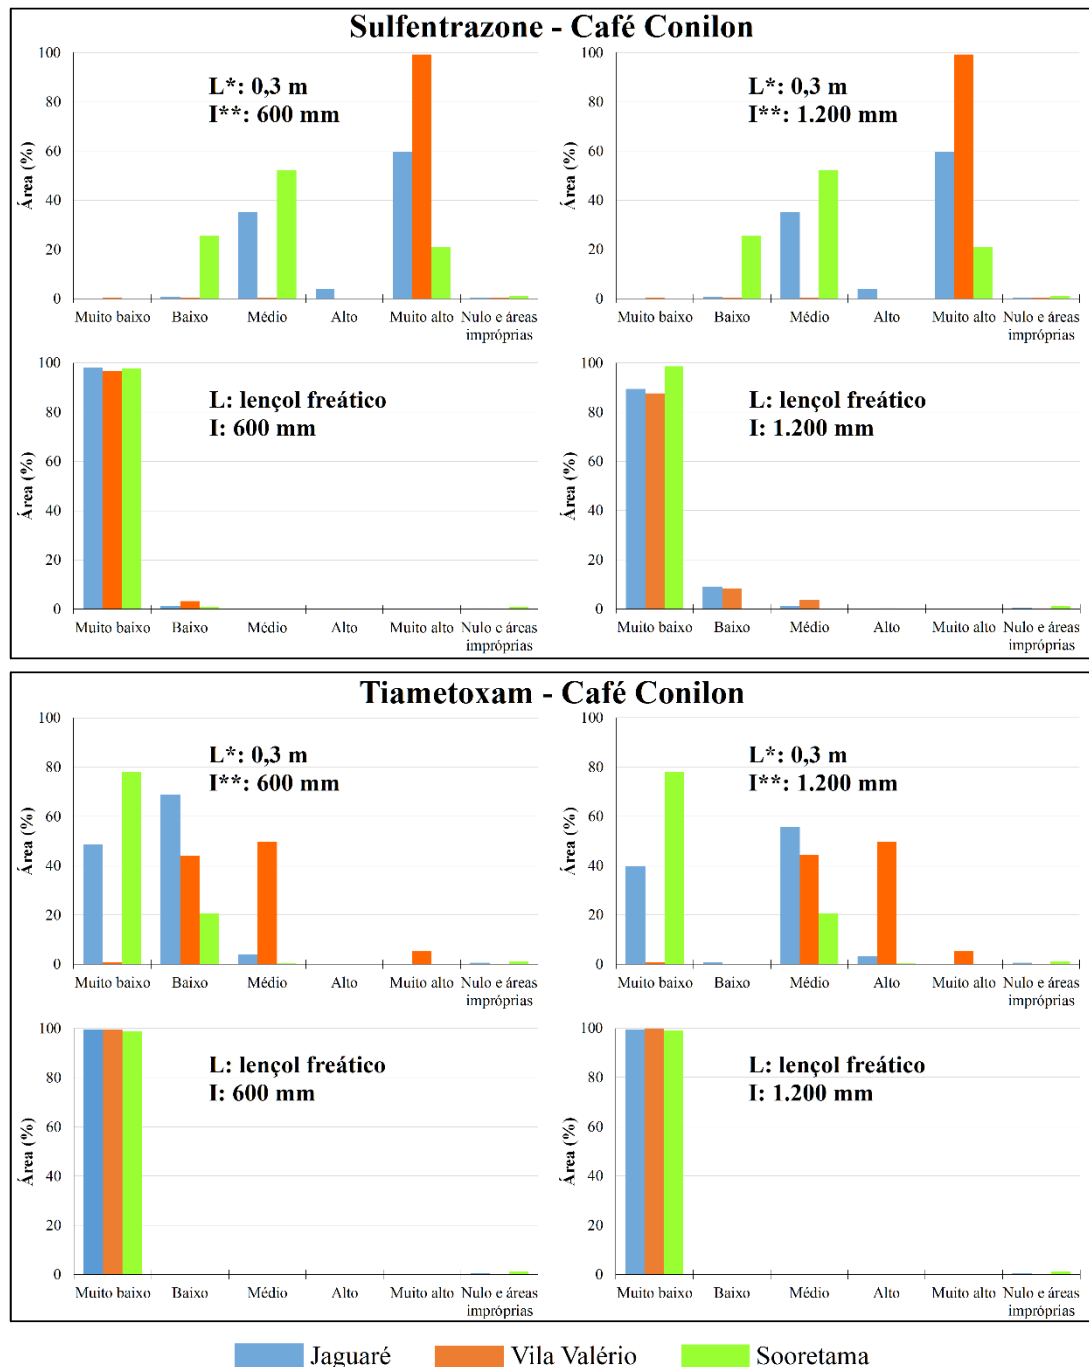 Sulfentrazone - Café Conilon
100
80
60
40
20
0
Área (%)
L*: 0,3 m
I**: 600 mm
Muito baixo
Baixo
Médio
Alto
Muito alto
Nulo e áreas
impróprias
100
80
60
40
20
0
Área (%)
L*: 0,3 m
I**: 1.200 mm
Muito baixo
Baixo
Médio
Alto
Muito alto
Nulo e áreas
impróprias
100
80
60
40
20
0
Área (%)
L: lençol freático
I: 600 mm
Muito baixo
Baixo
Médio
Alto
Muito alto
Nulo e áreas
impróprias
100
80
60
40
20
0
Área (%)
L: lençol freático
I: 1.200 mm
Muito baixo
Baixo
Médio
Alto
Muito alto
Nulo e áreas
impróprias
Tiametoxam - Café Conilon
100
80
60
40
20
0
Área (%)
L*: 0,3 m
I**: 600 mm
Muito baixo
Baixo
Médio
Alto
Muito alto
Nulo e áreas
impróprias
100
80
60
40
20
0
Área (%)
L*: 0,3 m
I**: 1.200 mm
Muito baixo
Baixo
Médio
Alto
Muito alto
Nulo e áreas
impróprias
100
80
60
40
20
0
Área (%)
L: lençol freático
I: 600 mm
Muito baixo
Baixo
Médio
Alto
Muito alto
Nulo e áreas
impróprias
100
80
60
40
20
0
Área (%)
L: lençol freático
I: 1.200 mm
Muito baixo
Baixo
Médio
Alto
Muito alto
Nulo e áreas
impróprias
Jaguaré
Vila Valério
Sooretama